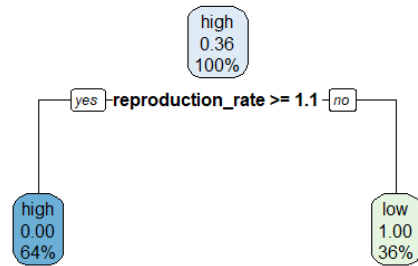 high
0.36
100%
yes reproduction_rate >= 1.1 no
high
0.00
64%
low
1.00
36%